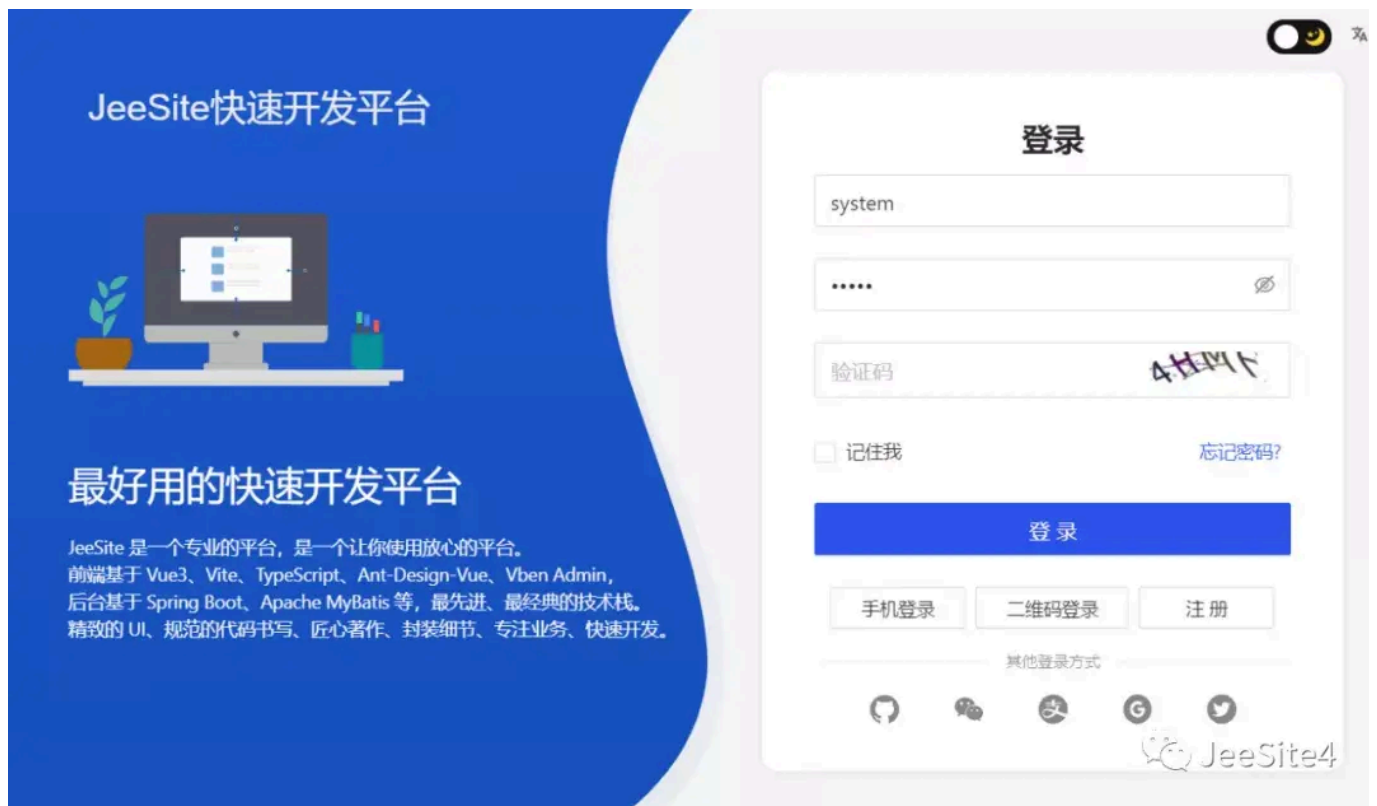 JeeSite快速开发平台
最好用的快速开发平台
JeeSite 是一个专业的平台，是一个让你使用放心的平台。
前端基于 Vue3、Vite、TypeScript、Ant-Design-Vue、Vben Admin，
后台基于 Spring Boot、Apache MyBatis 等，最先进、最经典的技术栈。
精致的 UI、规范的代码书写、匠心著作、封装细节、专注业务、快速开发。
登录
system
•••••
验证码
记住我 忘记密码?
登 录
手机登录 二维码登录 注 册
其他登录方式
JeeSite4